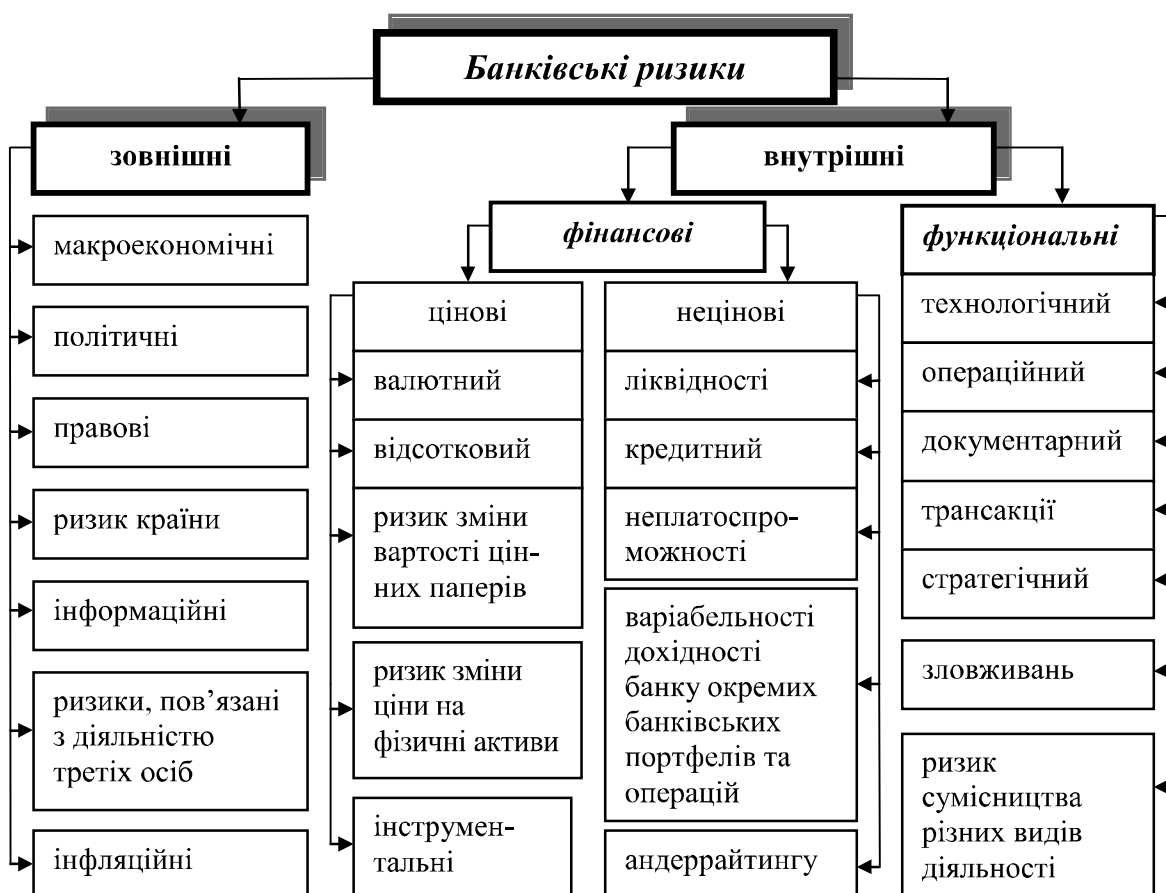 Банківські ризики
зовнішні
макроекономічні
політичні
правові
ризик країни
інформаційні
ризики, пов’язані
з діяльністю
третіх осіб
інфляційні
внутрішні
фінансові
цінові
валютний
відсотковий
ризик зміни
вартості цін-
них паперів
ризик зміни
ціни на
фізичні активи
інструмен-
тальні
нецінові
ліквідності
кредитний
неплатоспро-
можності
варіабельності
дохідності
банку окремих
банківських
портфелів та
операцій
андеррайтингу
функціональні
технологічний
операційний
документарний
трансакції
стратегічний
зловживань
ризик
сумісництва
різних видів
діяльності